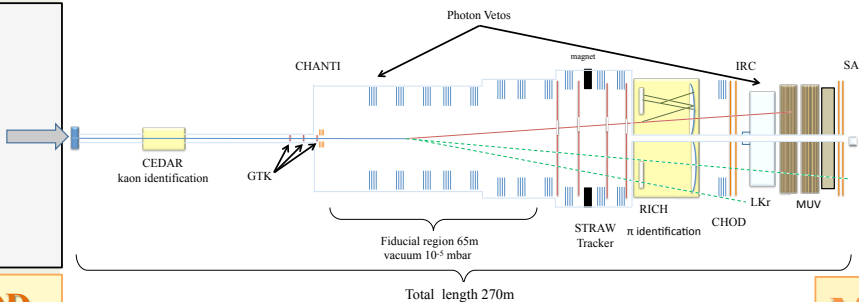 Photon Vetos
magnet
CHANTI
IRC
SA
CEDAR
kaon identification
GTK
RICH
π identification
CHOD
LKr
MUV
STRAW
Tracker
Fiducial region 65m
vacuum 10⁻⁵ mbar
Total length 270m